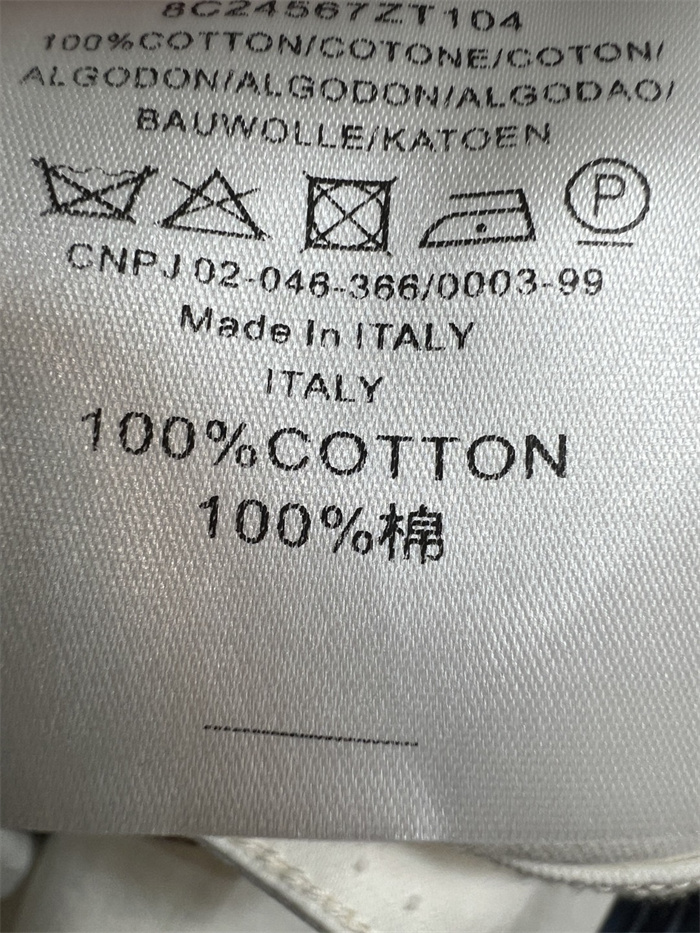 8C24567ZT104
100%COTTON/COTONE/COTON/
ALGODON/ALGODON/ALGODAO/
BAUWOLLE/KATOEN
P
CNPJ 02-046-366/0003-99
Made In ITALY
ITALY
100%COTTON
100%棉